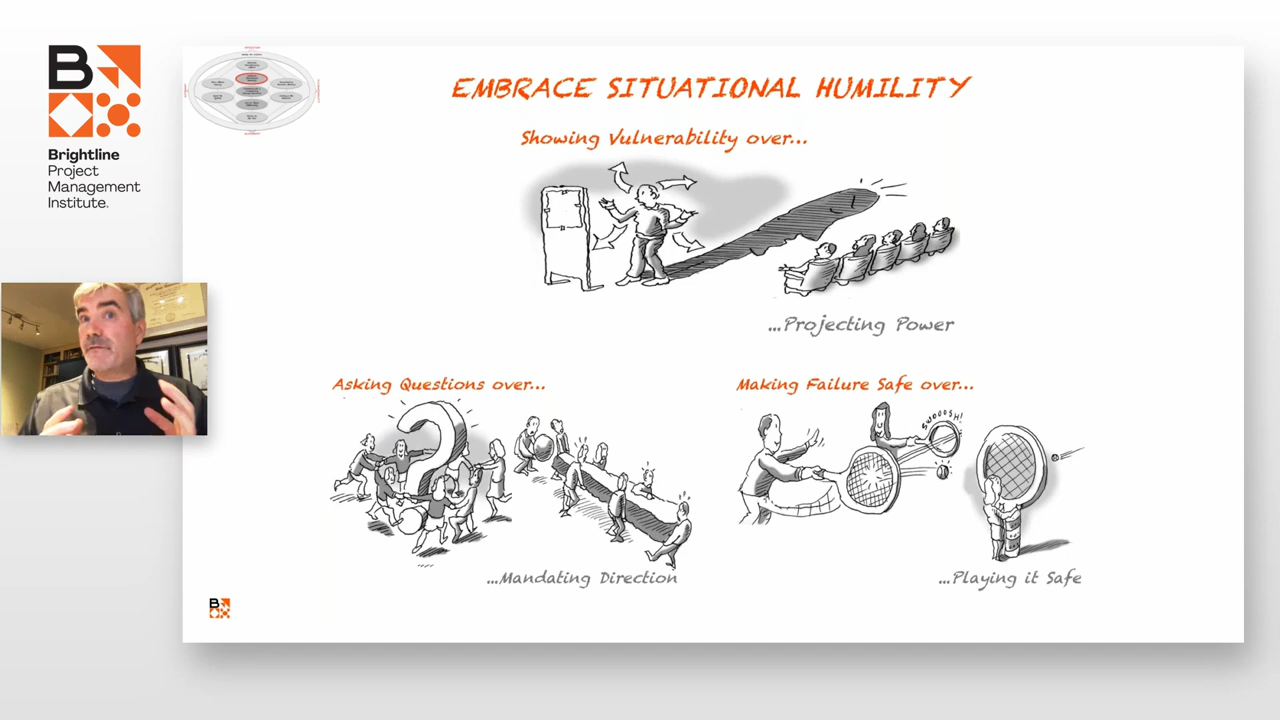 B
Brightline
Project
Management
Institute.
EMBRACE SITUATIONAL HUMILITY
Showing Vulnerability over...
...Projecting Power
Asking Questions over...
...Mandating Direction
Making Failure Safe over...
SWOOOSH!
...Playing it Safe
B